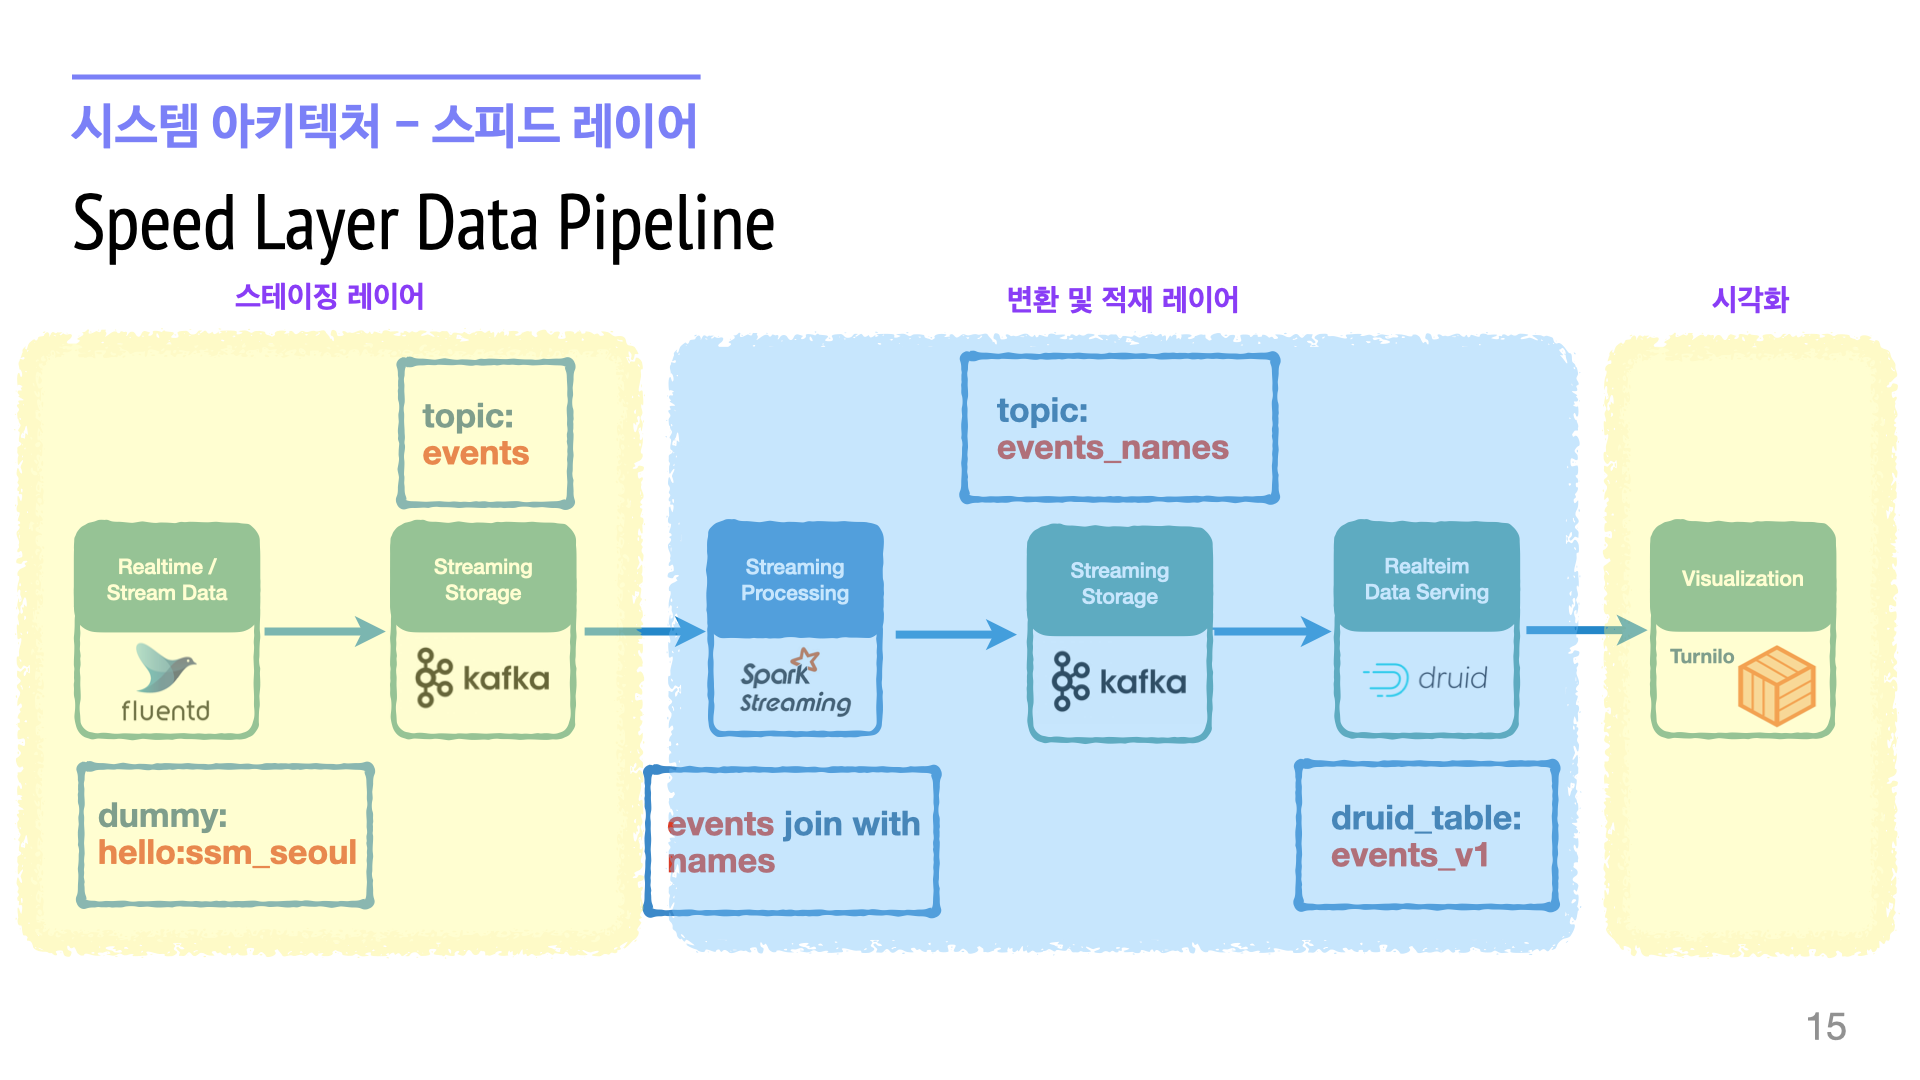 시스템 아키텍처 - 스피드 레이어
Speed Layer Data Pipeline
스테이징 레이어
변환 및 적재 레이어
시각화
topic:
events
topic:
events_names
Realtime /
Stream Data
fluentd
Streaming
Storage
kafka
Streaming
Processing
Spark
Streaming
Streaming
Storage
kafka
Realteim
Data Serving
druid
Visualization
Turnilo
dummy:
hello:ssm_seoul
events join with
names
druid_table:
events_v1
15